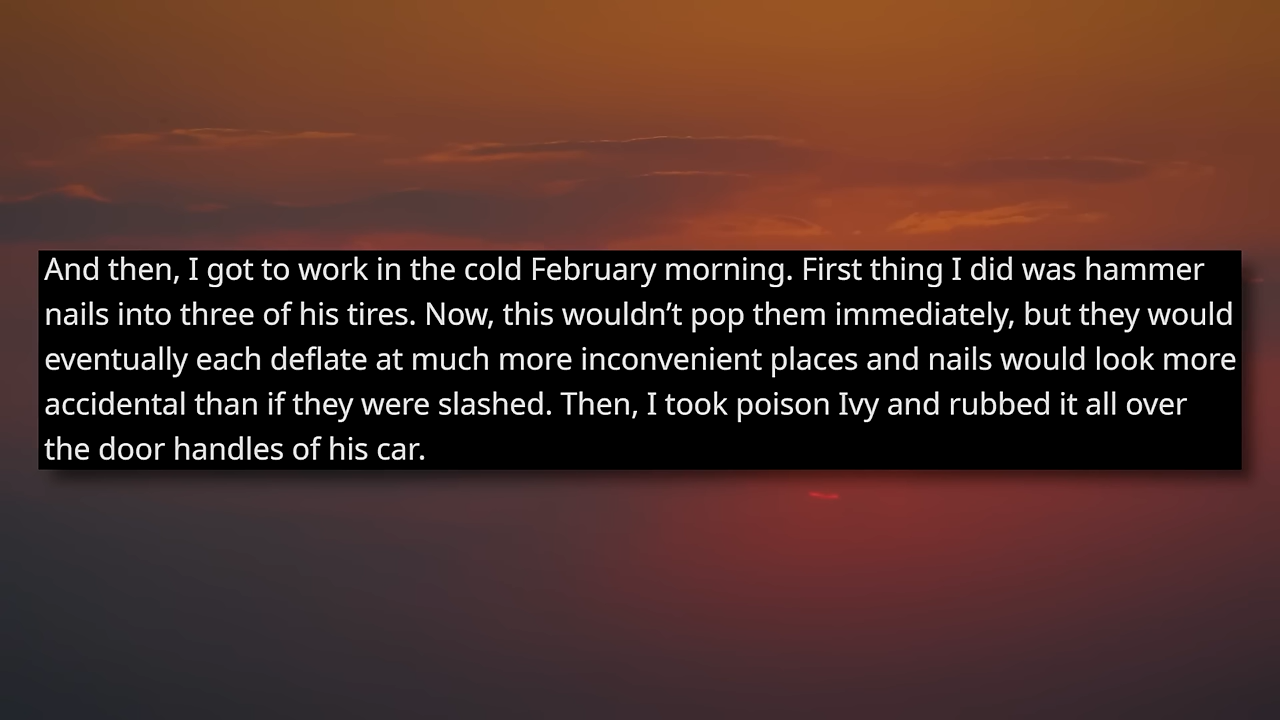 And then, I got to work in the cold February morning. First thing I did was hammer
nails into three of his tires. Now, this wouldn’t pop them immediately, but they would
eventually each deflate at much more inconvenient places and nails would look more
accidental than if they were slashed. Then, I took poison Ivy and rubbed it all over
the door handles of his car.